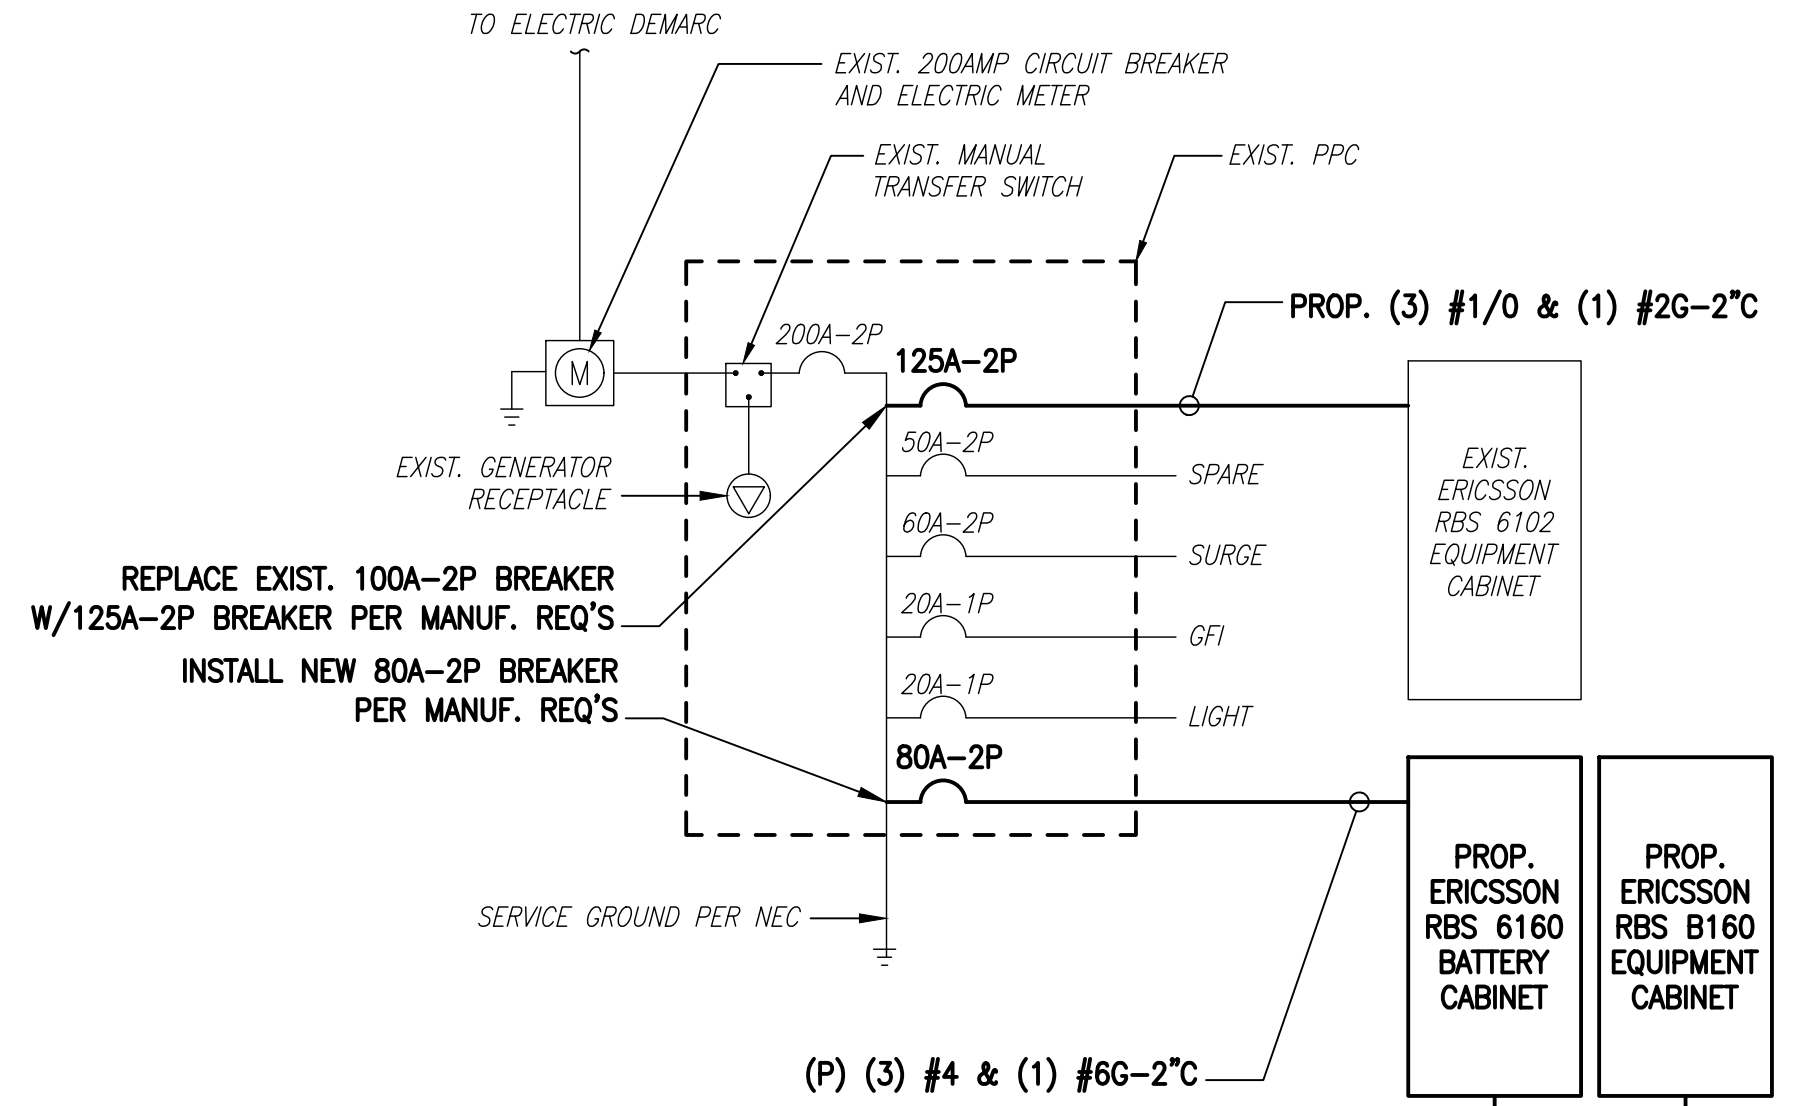 TO ELECTRIC DEMARC
EXIST. 200AMP CIRCUIT BREAKER
AND ELECTRIC METER
EXIST. MANUAL
TRANSFER SWITCH
EXIST. PPC
PROP. (3) #1/0 & (1) #2G-2"C
200A-2P
125A-2P
M
50A-2P
SPARE
EXIST. GENERATOR
RECEPTACLE
EXIST.
ERICSSON
RBS 6102
EQUIPMENT
CABINET
60A-2P
SURGE
REPLACE EXIST. 100A-2P BREAKER
W/125A-2P BREAKER PER MANUF. REQ'S
20A-1P
GFI
INSTALL NEW 80A-2P BREAKER
PER MANUF. REQ'S
20A-1P
LIGHT
80A-2P
PROP.
ERICSSON
RBS 6160
BATTERY
CABINET
PROP.
ERICSSON
RBS B160
EQUIPMENT
CABINET
SERVICE GROUND PER NEC
(P) (3) #4 & (1) #6G-2"C